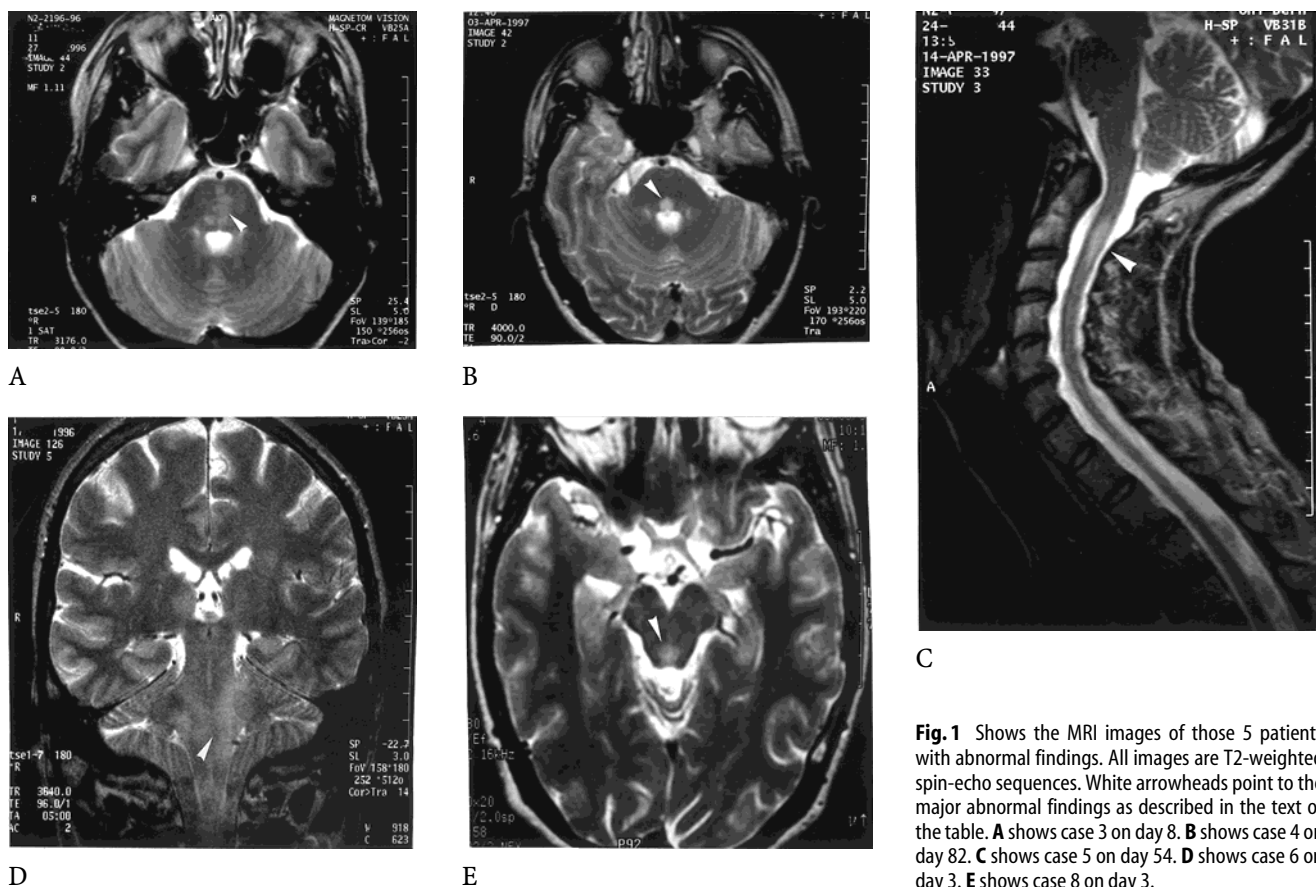 N2-2196-96
11
27 .996
IMAGE 44
STUDY 2
MF 1.11
MAGNETOM VISION
H-SP-CR VB25A
+ : F A L
R
tse2-5 180
*R
1 SAT
TR 3176.0
SP 25.4
SL 5.0
FoV 139*185
150 *256os
Tra>Cor -2
A
03-APR-1997
IMAGE 42
STUDY 2
+ : F A L
R
tse2-5 180
*R D
TR 4000.0
TE 90.0/2
SP 2.2
SL 5.0
FoV 193*220
170 *256os
Tra
B
24- 44
13:5
14-APR-1997
IMAGE 33
STUDY 3
H-SP VB31B
+ : F A L
A
C
1996
IMAGE 126
STUDY 5
+ : F A L
R
tse1-7 180
*R
TR 3640.0
TE 96.0/1
TA 05:00
AC 2
SP -22.7
SL 3.0
FoV 158*180
252 *512o
Cor>Tra 14
W 918
C 623
D
P92
E
Fig. 1 Shows the MRI images of those 5 patient
with abnormal findings. All images are T2-weighted
spin-echo sequences. White arrowheads point to the
major abnormal findings as described in the text o
the table. A shows case 3 on day 8. B shows case 4 on
day 82. C shows case 5 on day 54. D shows case 6 on
day 3. E shows case 8 on day 3.